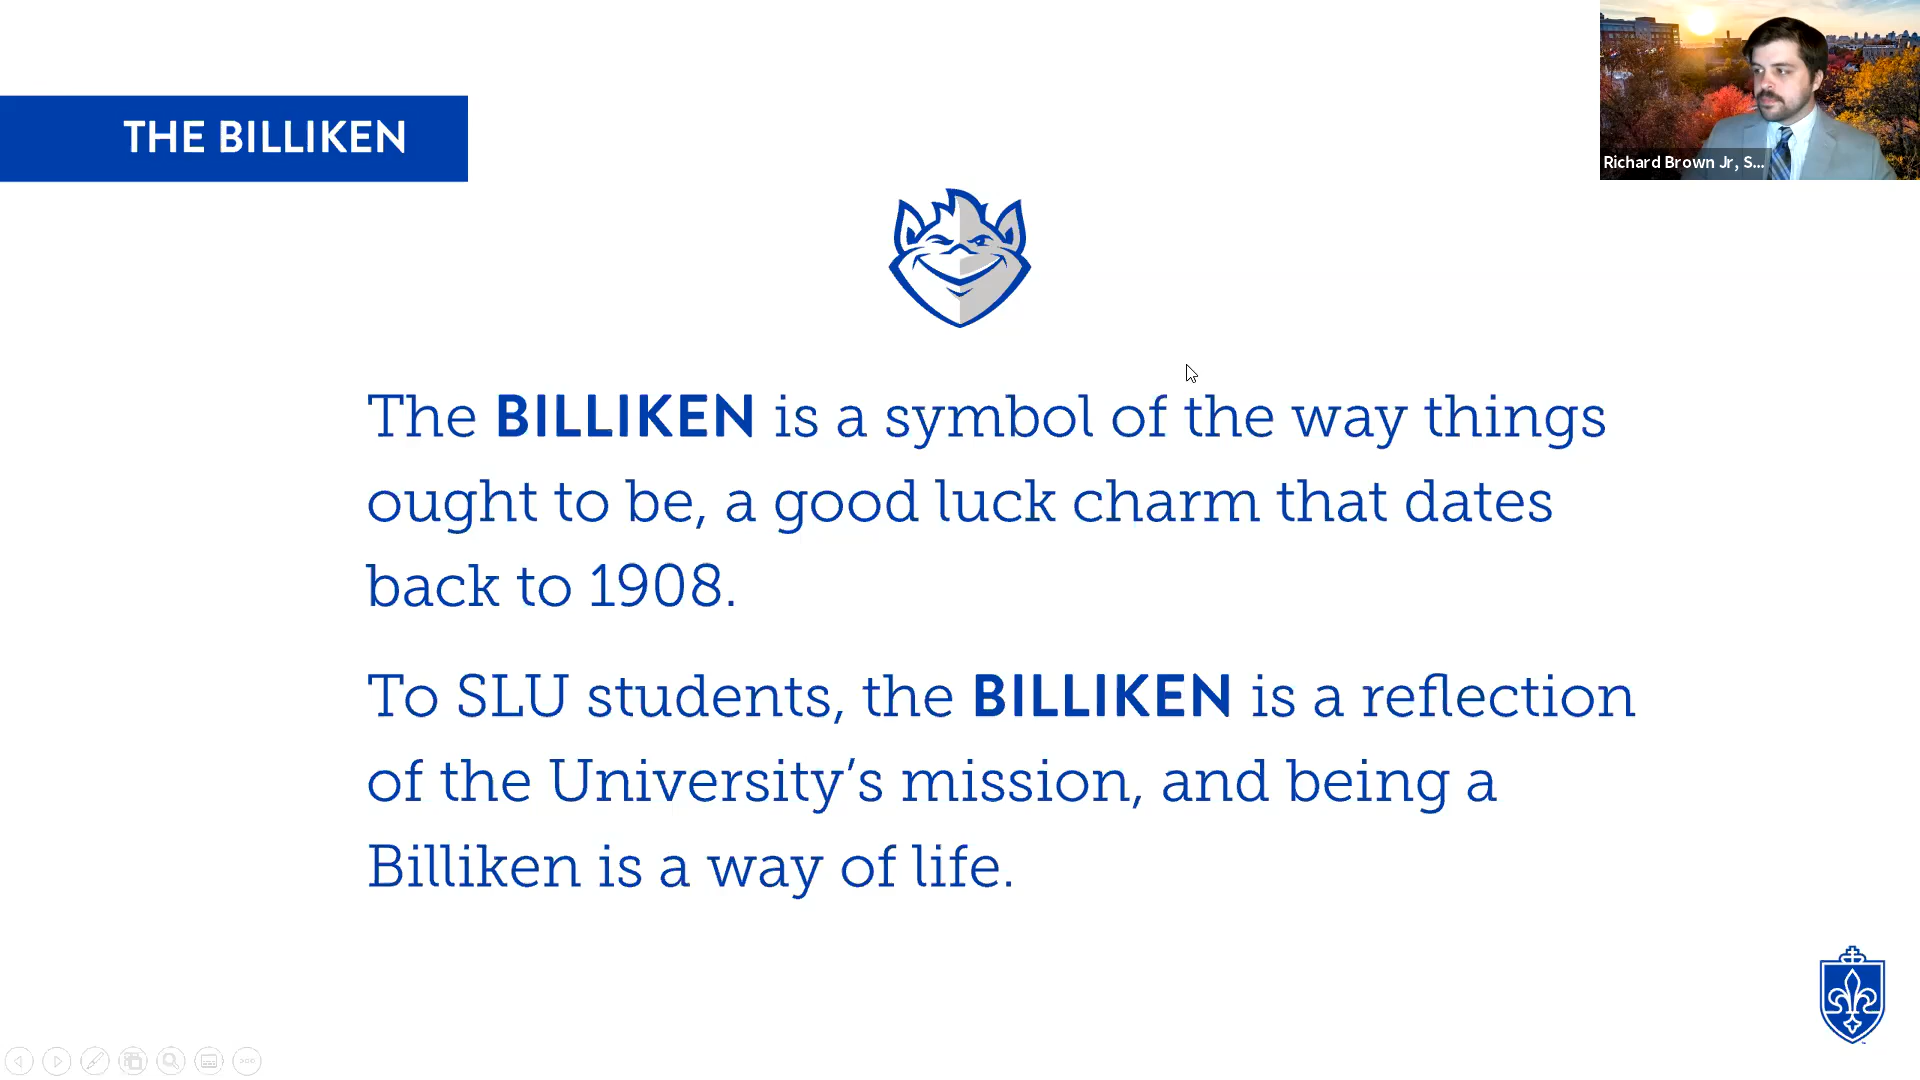 THE BILLIKEN
Richard Brown Jr, S...
The BILLIKEN is a symbol of the way things
ought to be, a good luck charm that dates
back to 1908.
To SLU students, the BILLIKEN is a reflection
of the University’s mission, and being a
Billiken is a way of life.